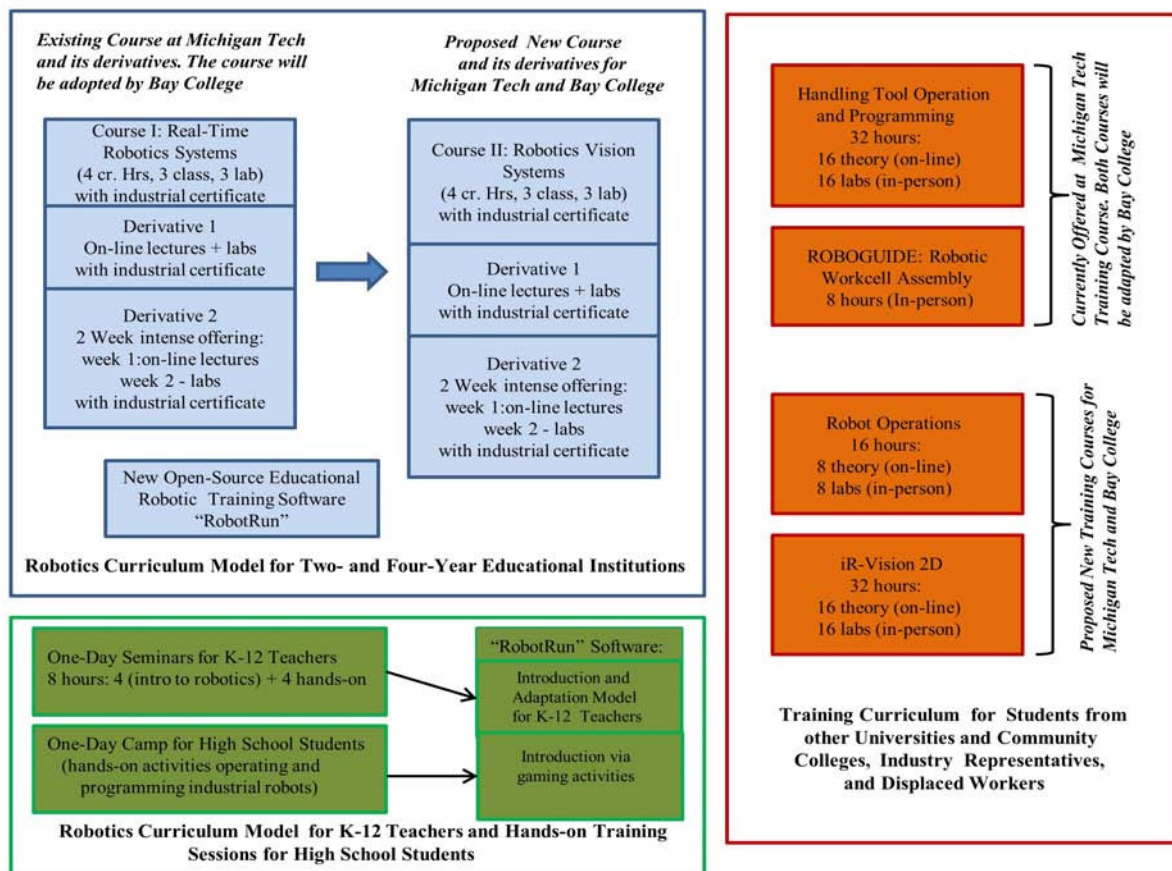 Existing Course at Michigan Tech
and its derivatives. The course will
be adopted by Bay College
Course I: Real-Time
Robotics Systems
(4 cr. Hrs, 3 class, 3 lab)
with industrial certificate
Derivative 1
On-line lectures + labs
with industrial certificate
Derivative 2
2 Week intense offering:
week 1:on-line lectures
week 2 - labs
with industrial certificate
Proposed New Course
and its derivatives for
Michigan Tech and Bay College
Course II: Robotics Vision
Systems
(4 cr. Hrs, 3 class, 3 lab)
with industrial certificate
Derivative 1
On-line lectures + labs
with industrial certificate
Derivative 2
2 Week intense offering:
week 1:on-line lectures
week 2 - labs
with industrial certificate
New Open-Source Educational
Robotic Training Software
“RobotRun”
Robotics Curriculum Model for Two- and Four-Year Educational Institutions
One-Day Seminars for K-12 Teachers
8 hours: 4 (intro to robotics) + 4 hands-on
One-Day Camp for High School Students
(hands-on activities operating and
programming industrial robots)
“RobotRun” Software:
Introduction and
Adaptation Model
for K-12 Teachers
Introduction via
gaming activities
Robotics Curriculum Model for K-12 Teachers and Hands-on Training
Sessions for High School Students
Handling Tool Operation
and Programming
32 hours:
16 theory (on-line)
16 labs (in-person)
ROBOGUIDE: Robotic
Workcell Assembly
8 hours (In-person)
Currently Offered at Michigan Tech
Training Course. Both Courses will
be adapted by Bay College
Robot Operations
16 hours:
8 theory (on-line)
8 labs (in-person)
iR-Vision 2D
32 hours:
16 theory (on-line)
16 labs (in-person)
Proposed New Training Courses for
Michigan Tech and Bay College
Training Curriculum for Students from
other Universities and Community
Colleges, Industry Representatives,
and Displaced Workers